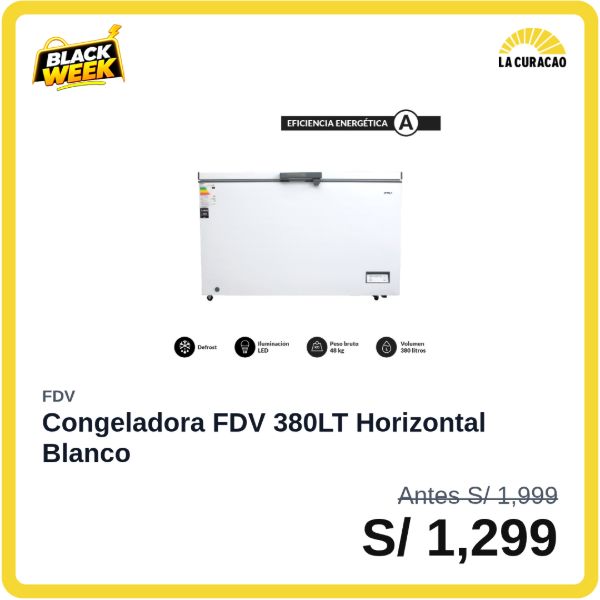 BLACK
WEEK
LA CURACAO
EFICIENCIA ENERGÉTICA A
Defrost
Iluminación
LED
Peso bruto
48 kg
Volumen
380 litros
FDV
Congeladora FDV 380LT Horizontal
Blanco
Antes S/ 1,999
S/ 1,299